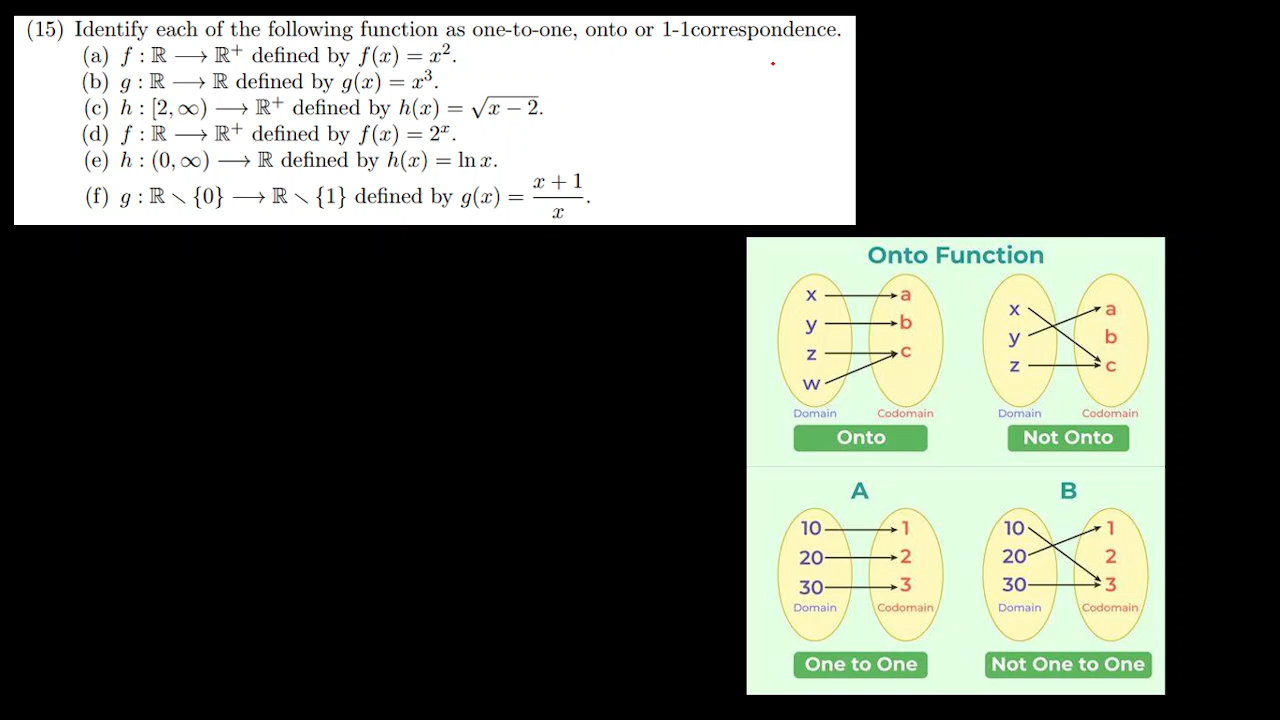 (15) Identify each of the following function as one-to-one, onto or 1-1correspondence.
(a) f : ℝ ⟶ ℝ⁺ defined by f(x) = x².
(b) g : ℝ ⟶ ℝ defined by g(x) = x³.
(c) h : [2, ∞) ⟶ ℝ⁺ defined by h(x) = √(x − 2).
(d) f : ℝ ⟶ ℝ⁺ defined by f(x) = 2ˣ.
(e) h : (0, ∞) ⟶ ℝ defined by h(x) = ln x.
(f) g : ℝ ∖ {0} ⟶ ℝ ∖ {1} defined by g(x) = (x + 1)/x.
Onto Function
x a
y b
z c
w
Domain Codomain
Onto
x a
y b
z c
Domain Codomain
Not Onto
A
10 1
20 2
30 3
Domain Codomain
One to One
B
10 1
20 2
30 3
Domain Codomain
Not One to One